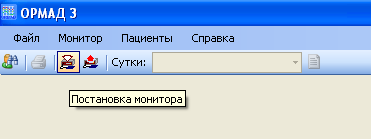 ОРМАД 3
Файл Монитор Пациенты Справка
Сутки:
Постановка монитора